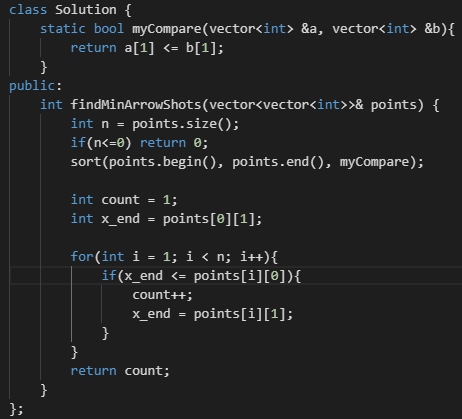 class Solution {
    static bool myCompare(vector<int> &a, vector<int> &b){
        return a[1] <= b[1];
    }
public:
    int findMinArrowShots(vector<vector<int>>& points) {
        int n = points.size();
        if(n<=0) return 0;
        sort(points.begin(), points.end(), myCompare);

        int count = 1;
        int x_end = points[0][1];

        for(int i = 1; i < n; i++){
            if(x_end <= points[i][0]){
                count++;
                x_end = points[i][1];
            }
        }
        return count;
    }
};